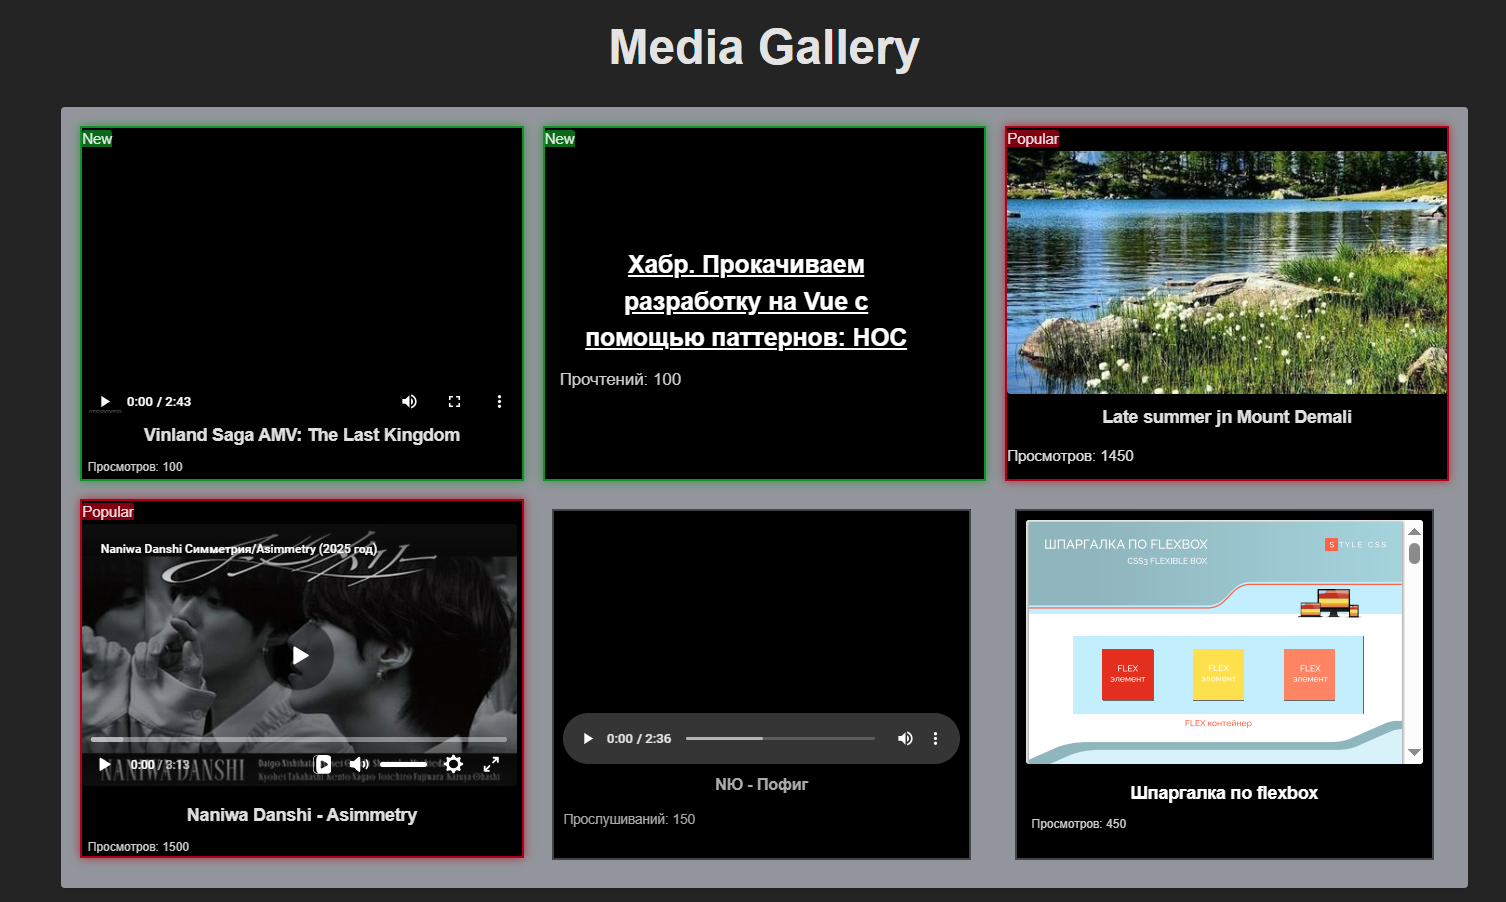 Media Gallery
New
0:00 / 2:43
Vinland Saga AMV: The Last Kingdom
Просмотров: 100
New
Хабр. Прокачиваем
разработку на Vue с
помощью паттернов: HOC
Прочтений: 100
Popular
Late summer jn Mount Demali
Просмотров: 1450
Popular
Naniwa Danshi Симметрия/Asimmetry (2025 год)
0:00 / 3:13
NANIWA DANSHI
Naniwa Danshi - Asimmetry
Просмотров: 1500
0:00 / 2:36
NЮ - Пофиг
Прослушиваний: 150
ШПАРГАЛКА ПО FLEXBOX
CSS3 FLEXIBLE BOX
STYLE CSS
FLEX
элемент
FLEX
элемент
FLEX
элемент
FLEX контейнер
Шпаргалка по flexbox
Просмотров: 450